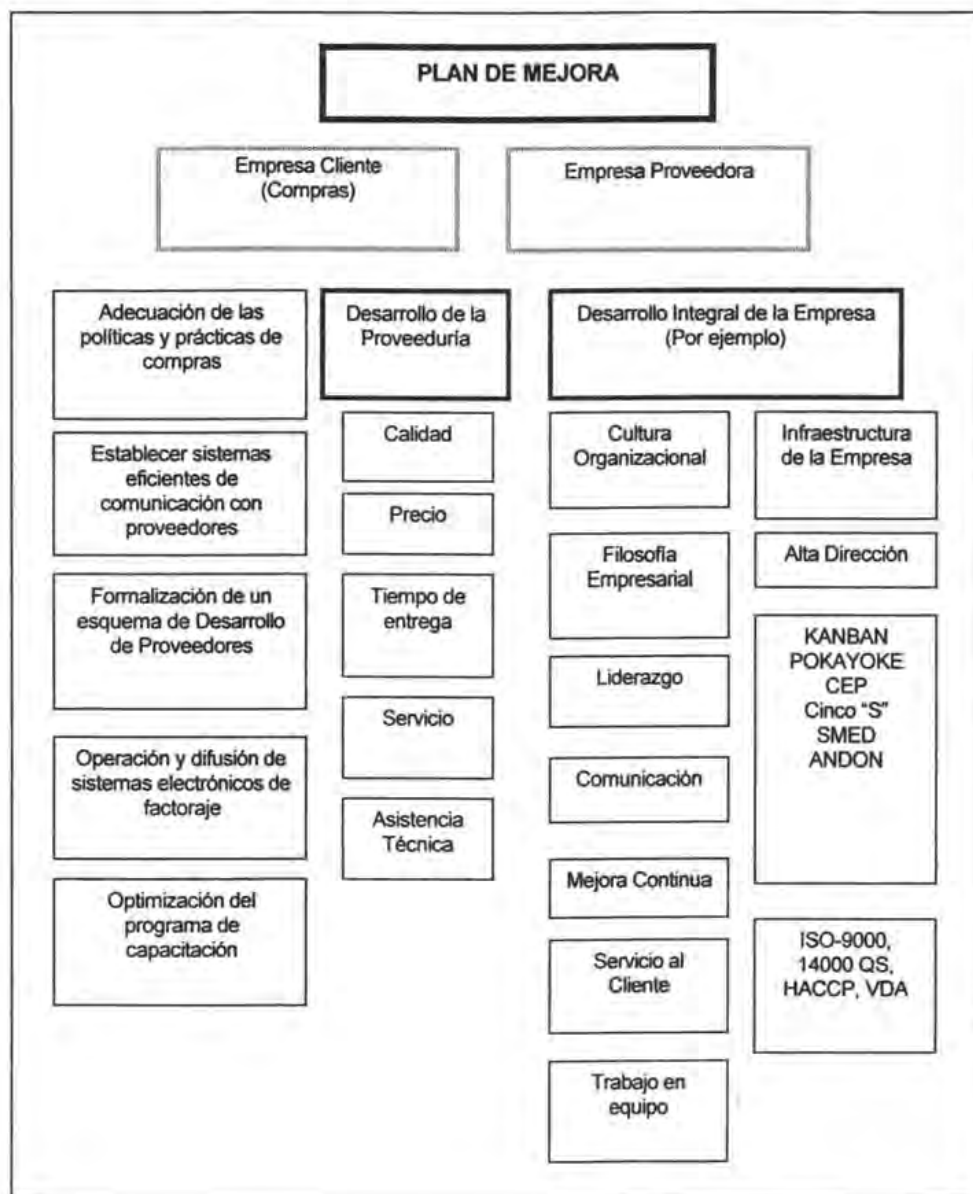 PLAN DE MEJORA
Empresa Cliente
(Compras)
Empresa Proveedora
Adecuación de las
políticas y prácticas de
compras
Establecer sistemas
eficientes de
comunicación con
proveedores
Formalización de un
esquema de Desarrollo
de Proveedores
Operación y difusión de
sistemas electrónicos de
factoraje
Optimización del
programa de
capacitación
Desarrollo de la
Proveeduría
Calidad
Precio
Tiempo de
entrega
Servicio
Asistencia
Técnica
Desarrollo Integral de la Empresa
(Por ejemplo)
Cultura
Organizacional
Filosofía
Empresarial
Liderazgo
Comunicación
Mejora Continua
Servicio al
Cliente
Trabajo en
equipo
Infraestructura
de la Empresa
Alta Dirección
KANBAN
POKAYOKE
CEP
Cinco “S”
SMED
ANDON
ISO-9000,
14000 QS,
HACCP, VDA